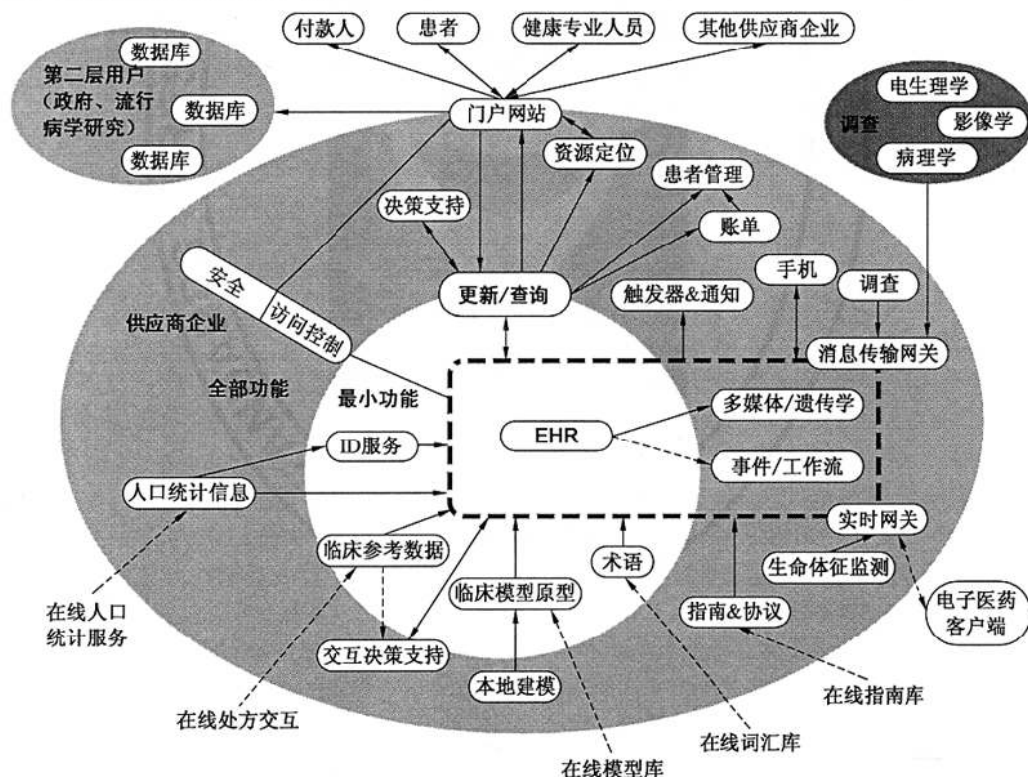 付款人
患者
健康专业人员
其他供应商企业
数据库
第二层用户
（政府、流行
病学研究）
数据库
数据库
门户网站
资源定位
电生理学
调查
影像学
病理学
决策支持
患者管理
账单
安全
访问控制
更新/查询
触发器&通知
手机
调查
供应商企业
消息传输网关
全部功能
最小功能
EHR
多媒体/遗传学
事件/工作流
ID服务
人口统计信息
临床参考数据
术语
实时网关
生命体征监测
临床模型原型
指南&协议
在线人口
统计服务
交互决策支持
本地建模
电子医药
客户端
在线处方交互
在线指南库
在线词汇库
在线模型库